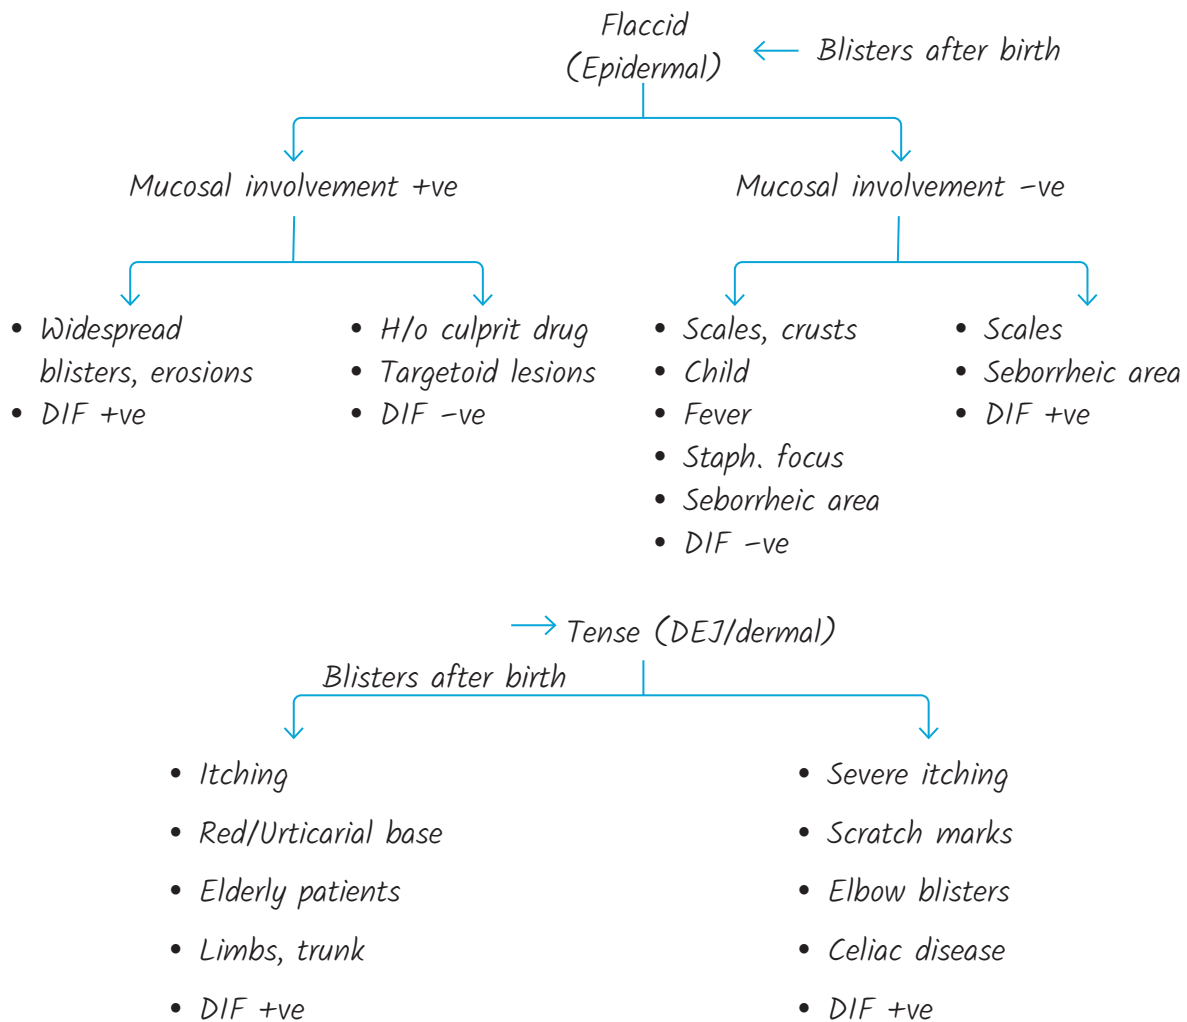 Flaccid
(Epidermal)
Blisters after birth
Mucosal involvement +ve
Mucosal involvement –ve
• Widespread
blisters, erosions
• DIF +ve
• H/o culprit drug
• Targetoid lesions
• DIF –ve
• Scales, crusts
• Child
• Fever
• Staph. focus
• Seborrheic area
• DIF –ve
• Scales
• Seborrheic area
• DIF +ve
Tense (DEJ/dermal)
Blisters after birth
• Itching
• Red/Urticarial base
• Elderly patients
• Limbs, trunk
• DIF +ve
• Severe itching
• Scratch marks
• Elbow blisters
• Celiac disease
• DIF +ve